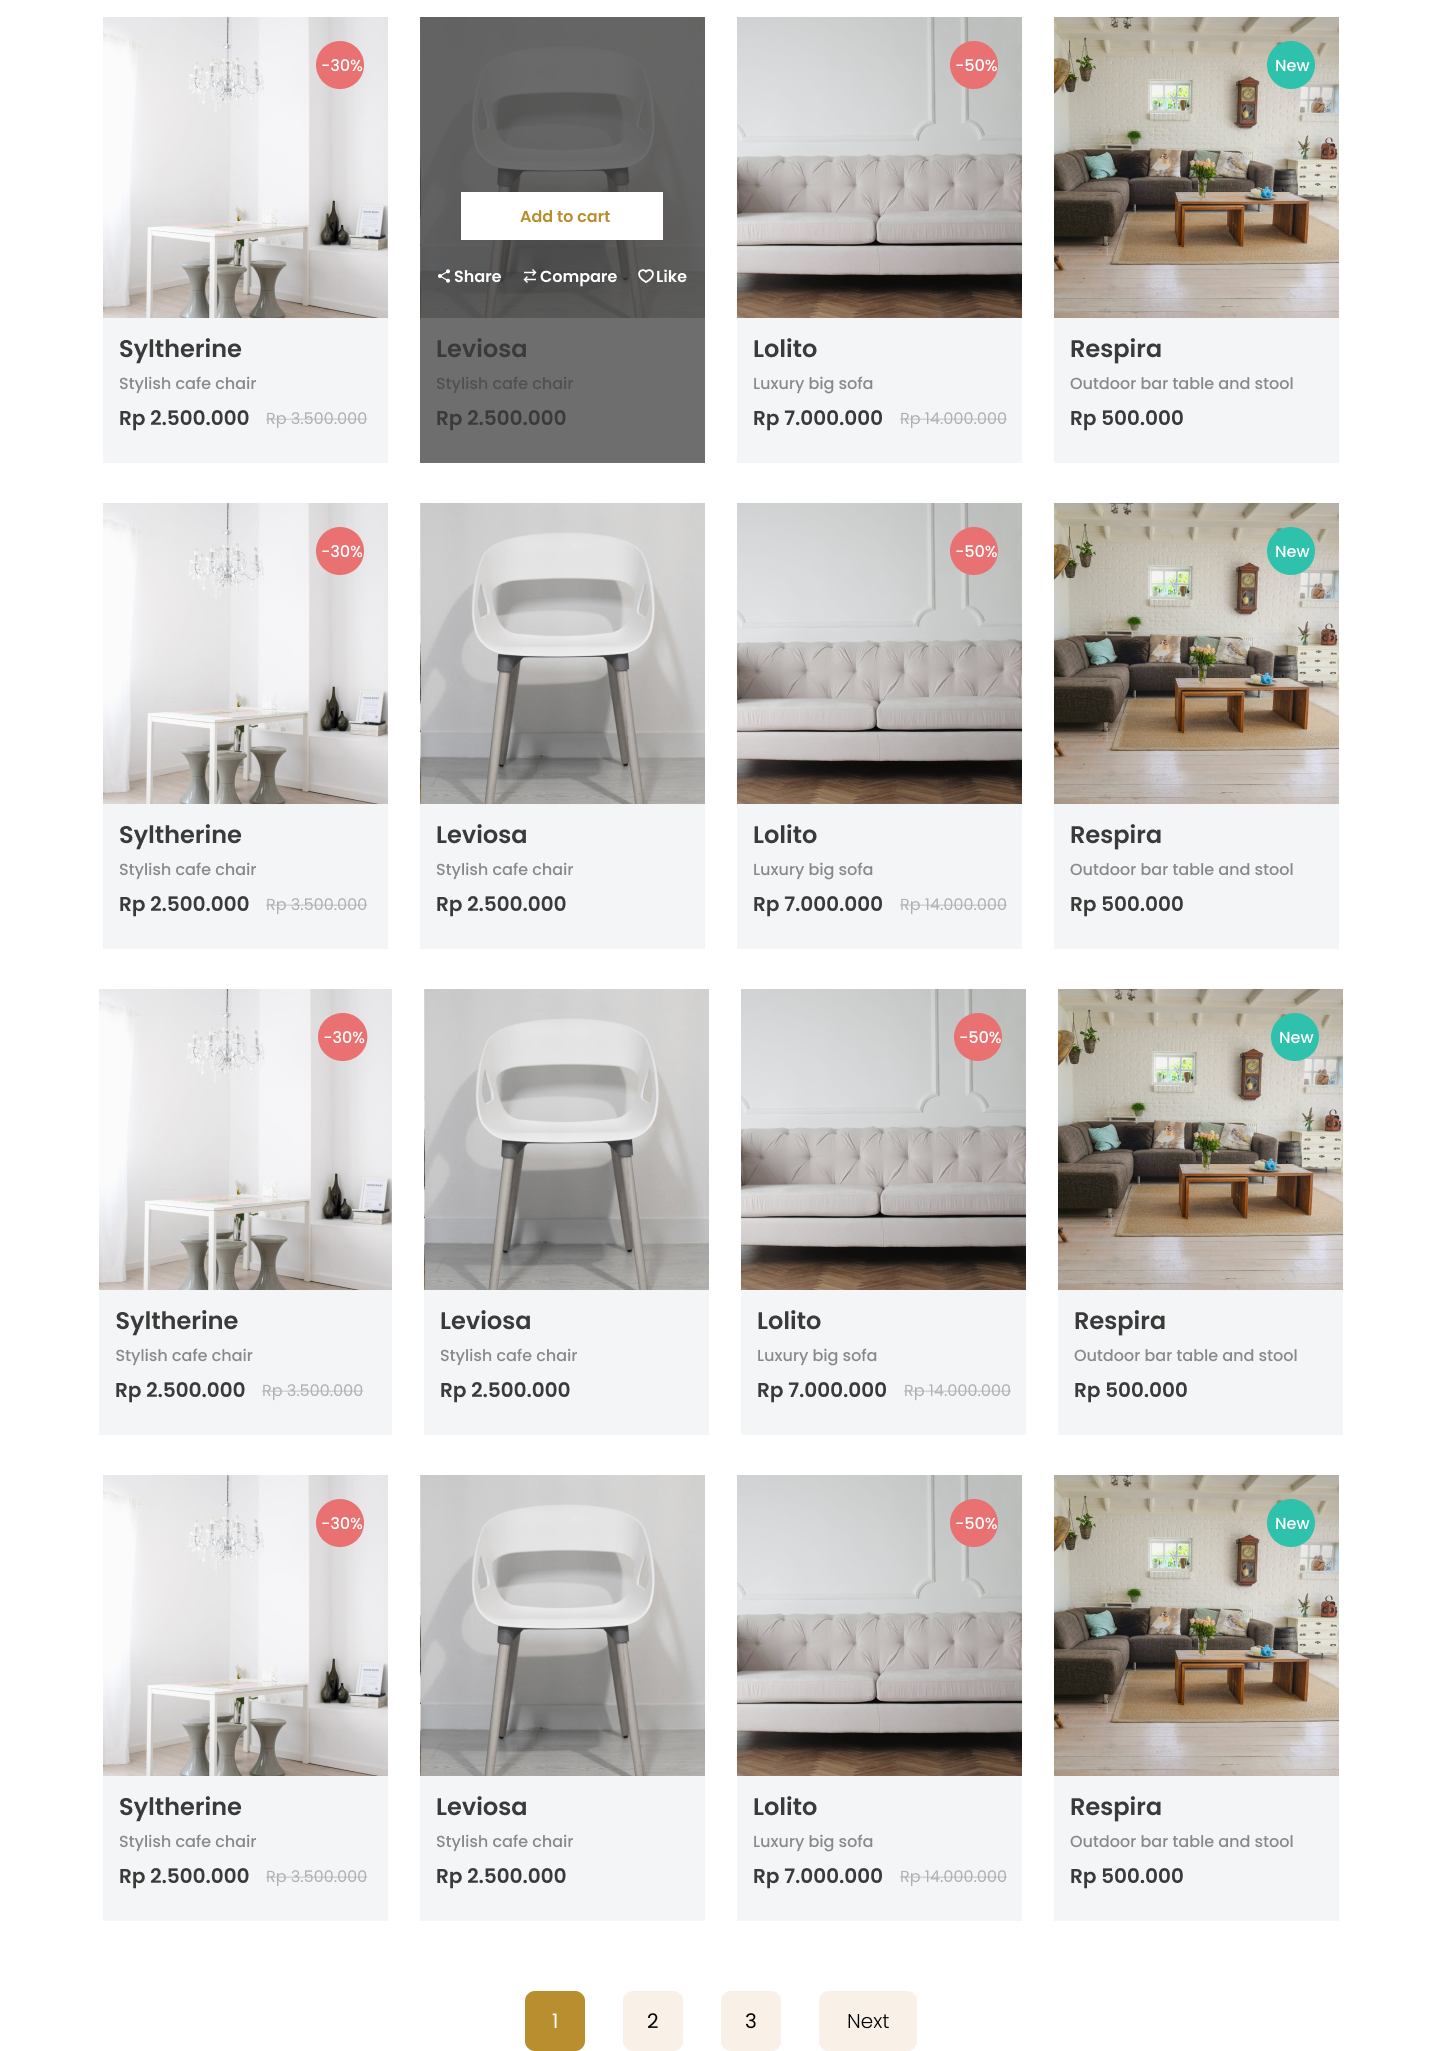 -30%
Add to cart
Share Compare Like
-50%
New
Syltherine
Stylish cafe chair
Rp 2.500.000 Rp 3.500.000
Leviosa
Stylish cafe chair
Rp 2.500.000
Lolito
Luxury big sofa
Rp 7.000.000 Rp 14.000.000
Respira
Outdoor bar table and stool
Rp 500.000
-30%
-50%
New
Syltherine
Stylish cafe chair
Rp 2.500.000 Rp 3.500.000
Leviosa
Stylish cafe chair
Rp 2.500.000
Lolito
Luxury big sofa
Rp 7.000.000 Rp 14.000.000
Respira
Outdoor bar table and stool
Rp 500.000
-30%
-50%
New
Syltherine
Stylish cafe chair
Rp 2.500.000 Rp 3.500.000
Leviosa
Stylish cafe chair
Rp 2.500.000
Lolito
Luxury big sofa
Rp 7.000.000 Rp 14.000.000
Respira
Outdoor bar table and stool
Rp 500.000
-30%
-50%
New
Syltherine
Stylish cafe chair
Rp 2.500.000 Rp 3.500.000
Leviosa
Stylish cafe chair
Rp 2.500.000
Lolito
Luxury big sofa
Rp 7.000.000 Rp 14.000.000
Respira
Outdoor bar table and stool
Rp 500.000
1 2 3 Next